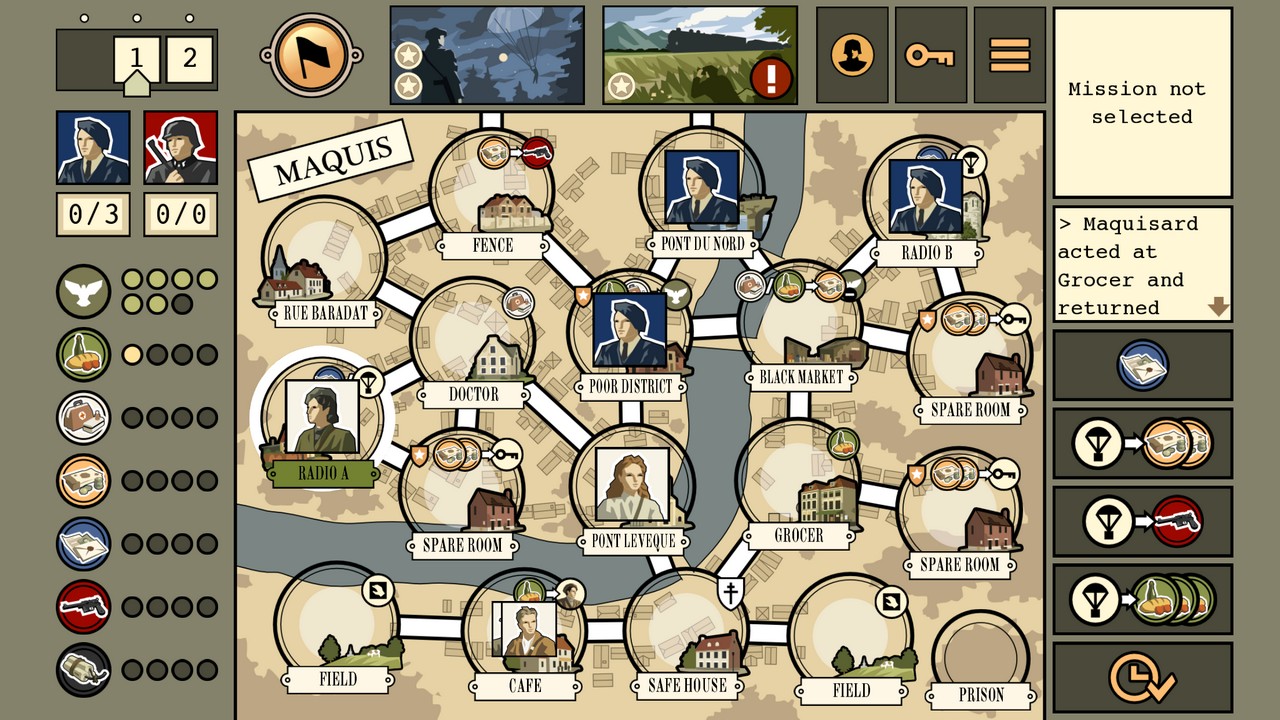 1 2
0/3 0/0
MAQUIS
FENCE
PONT DU NORD
RADIO B
RUE BARADAT
DOCTOR
POOR DISTRICT
BLACK MARKET
SPARE ROOM
RADIO A
SPARE ROOM
PONT LEVEQUE
GROCER
SPARE ROOM
FIELD
CAFE
SAFE HOUSE
FIELD
PRISON
Mission not
selected
> Maquisard
acted at
Grocer and
returned